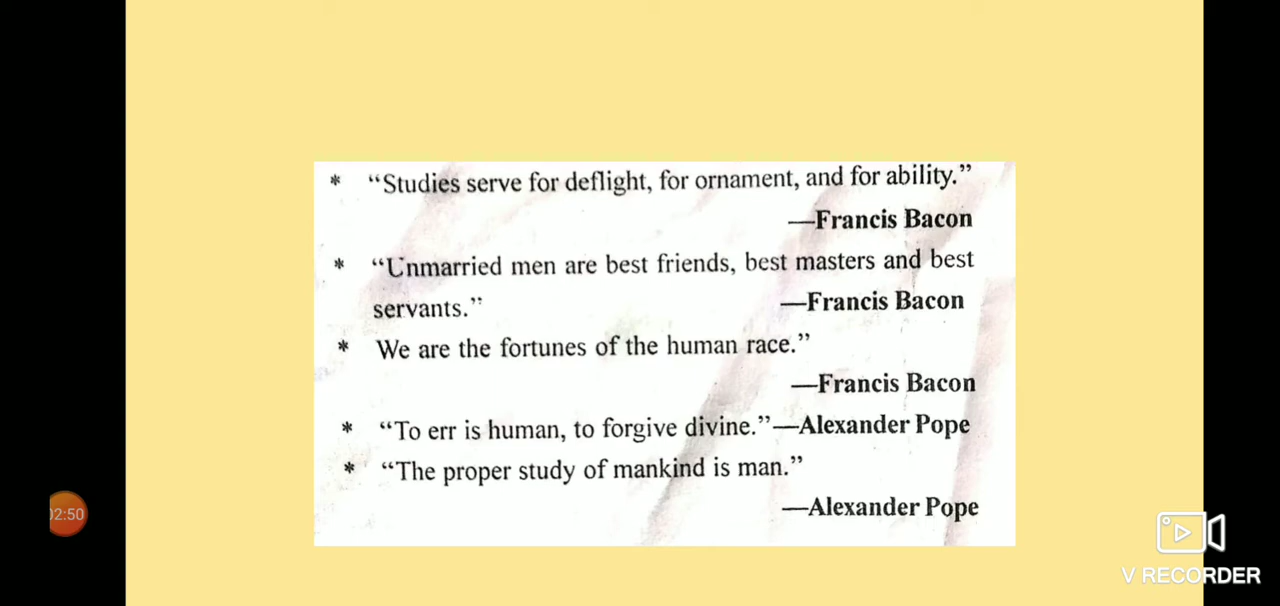 * “Studies serve for deflight, for ornament, and for ability.”
—Francis Bacon
* “Unmarried men are best friends, best masters and best
servants.” —Francis Bacon
* We are the fortunes of the human race.”
—Francis Bacon
* “To err is human, to forgive divine.”—Alexander Pope
* “The proper study of mankind is man.”
—Alexander Pope
02:50
V RECORDER